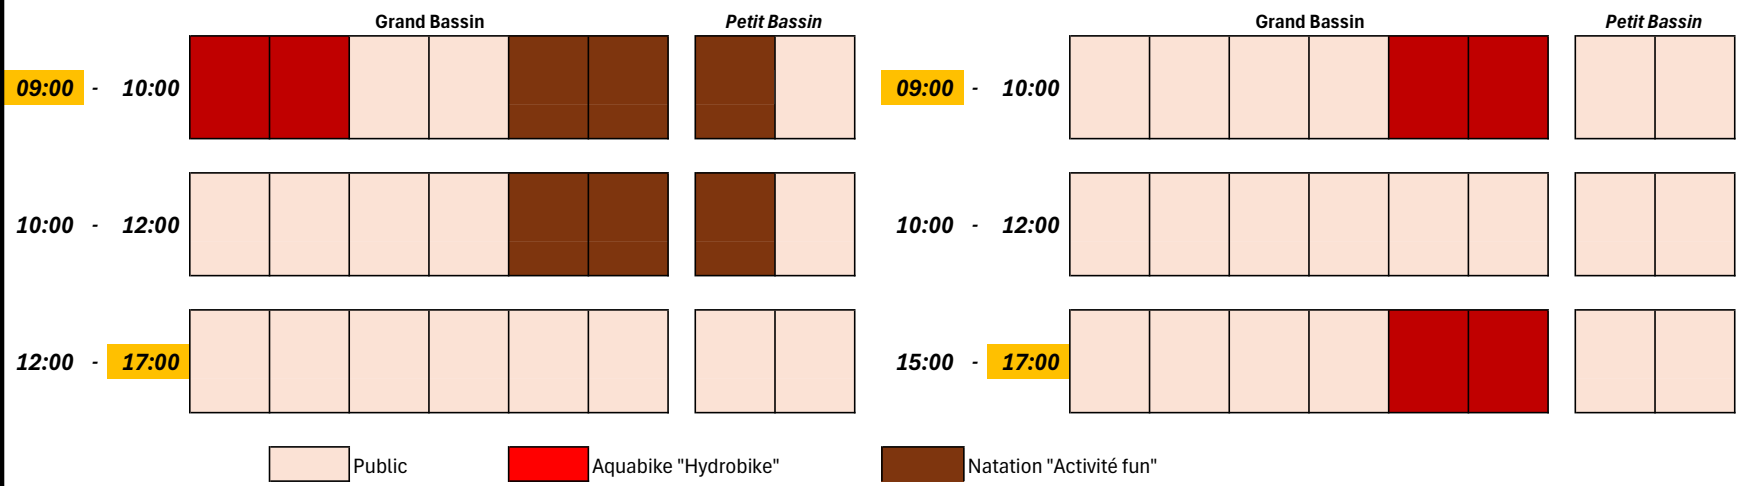 Grand Bassin Petit Bassin Grand Bassin Petit Bassin
09:00 - 10:00 09:00 - 10:00
10:00 - 12:00 10:00 - 12:00
12:00 - 17:00 15:00 - 17:00
Public Aquabike "Hydrobike" Natation "Activité fun"